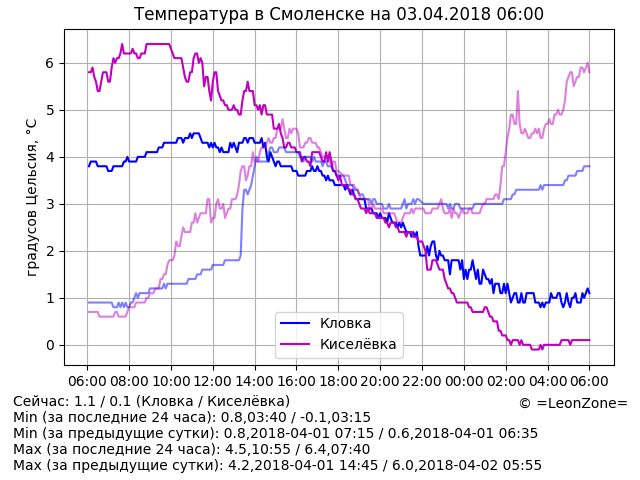 Температура в Смоленске на 03.04.2018 06:00
градусов Цельсия, °C
6
5
4
3
2
1
0
Кловка
Киселёвка
06:00 08:00 10:00 12:00 14:00 16:00 18:00 20:00 22:00 00:00 02:00 04:00 06:00
Сейчас: 1.1 / 0.1 (Кловка / Киселёвка)
© =LeonZone=
Min (за последние 24 часа): 0.8,03:40 / -0.1,03:15
Min (за предыдущие сутки): 0.8,2018-04-01 07:15 / 0.6,2018-04-01 06:35
Max (за последние 24 часа): 4.5,10:55 / 6.4,07:40
Max (за предыдущие сутки): 4.2,2018-04-01 14:45 / 6.0,2018-04-02 05:55